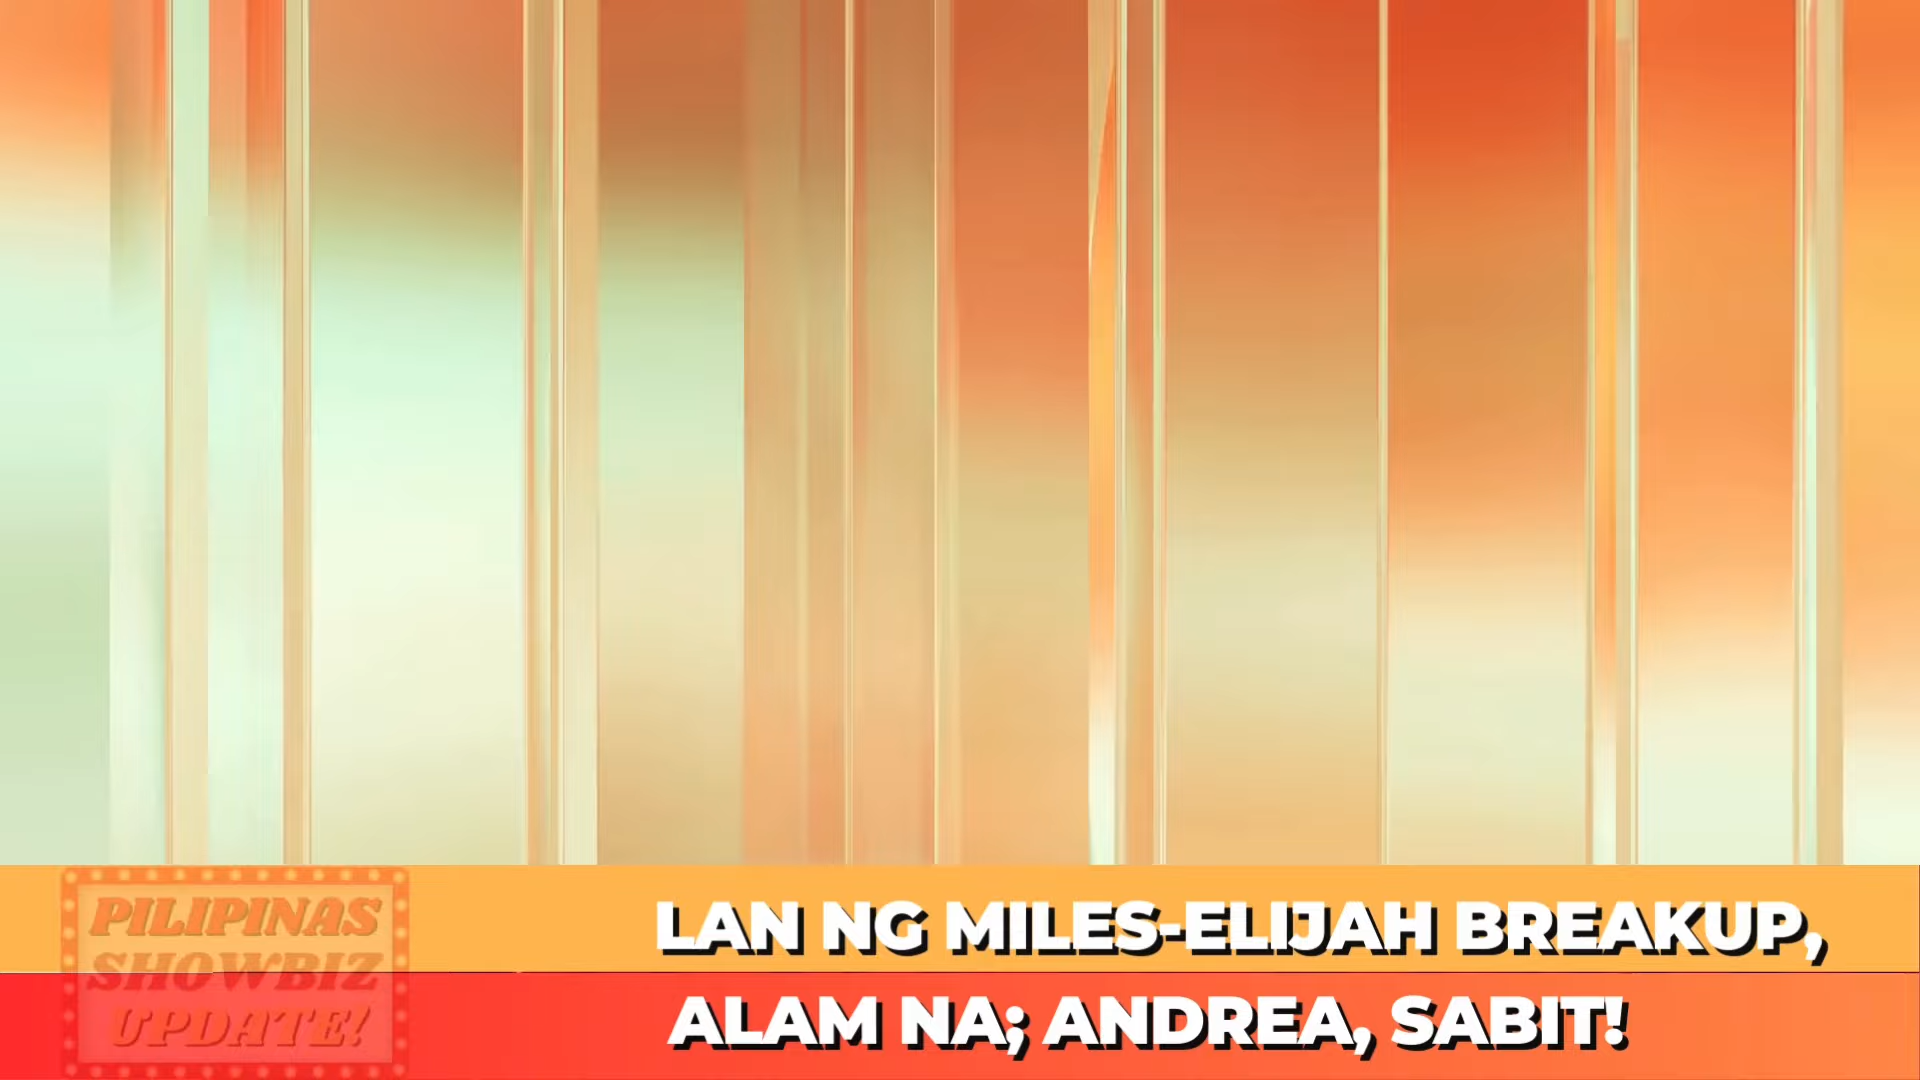 PILIPINAS
SHOWBIZ
UPDATE!
LAN NG MILES-ELIJAH BREAKUP,
ALAM NA; ANDREA, SABIT!